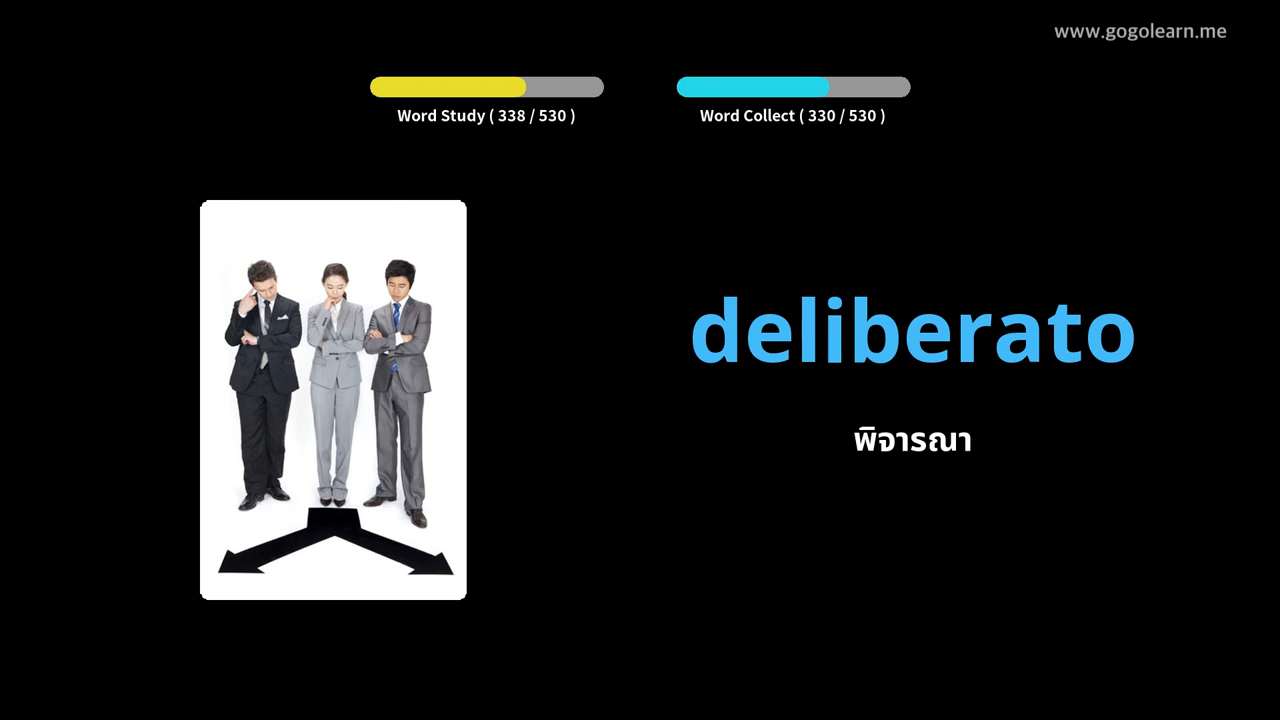 www.gogolearn.me
Word Study ( 338 / 530 )
Word Collect ( 330 / 530 )
deliberato
พิจารณา